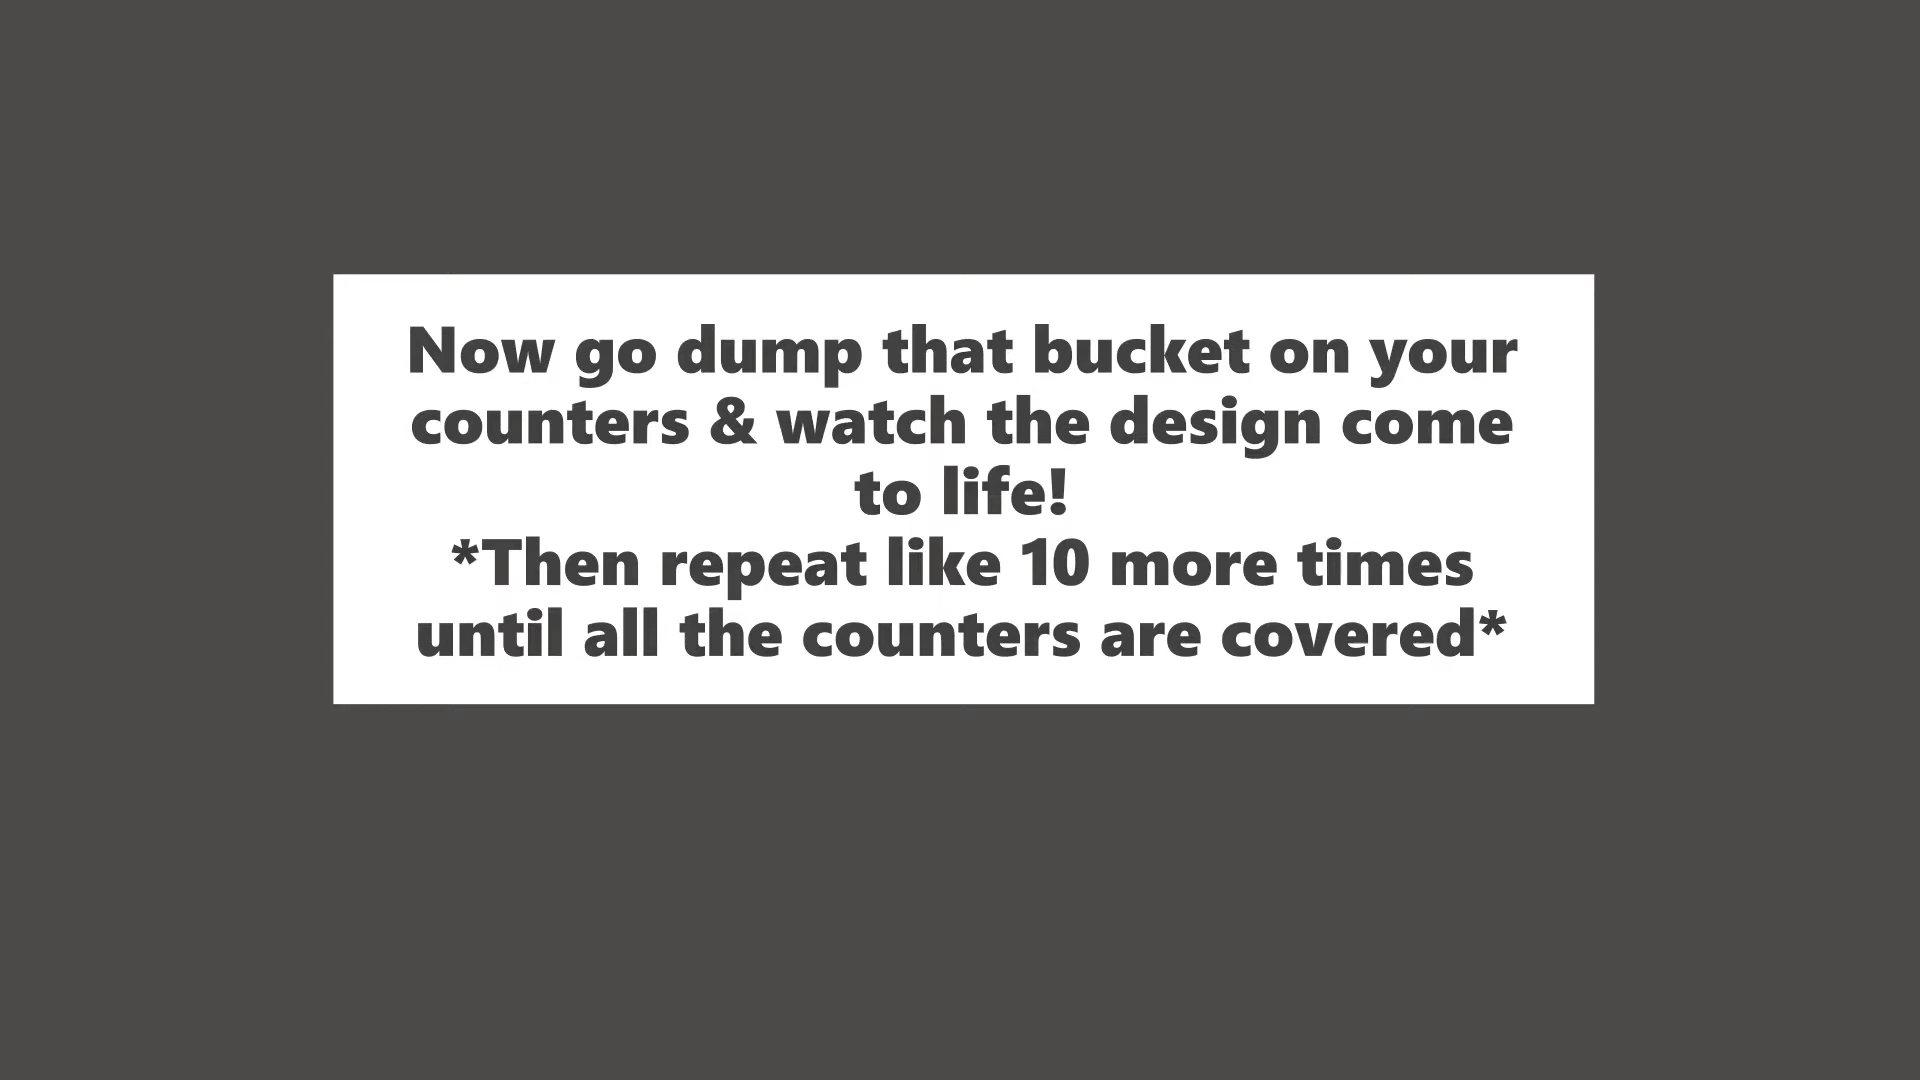 Now go dump that bucket on your
counters & watch the design come
to life!
*Then repeat like 10 more times
until all the counters are covered*